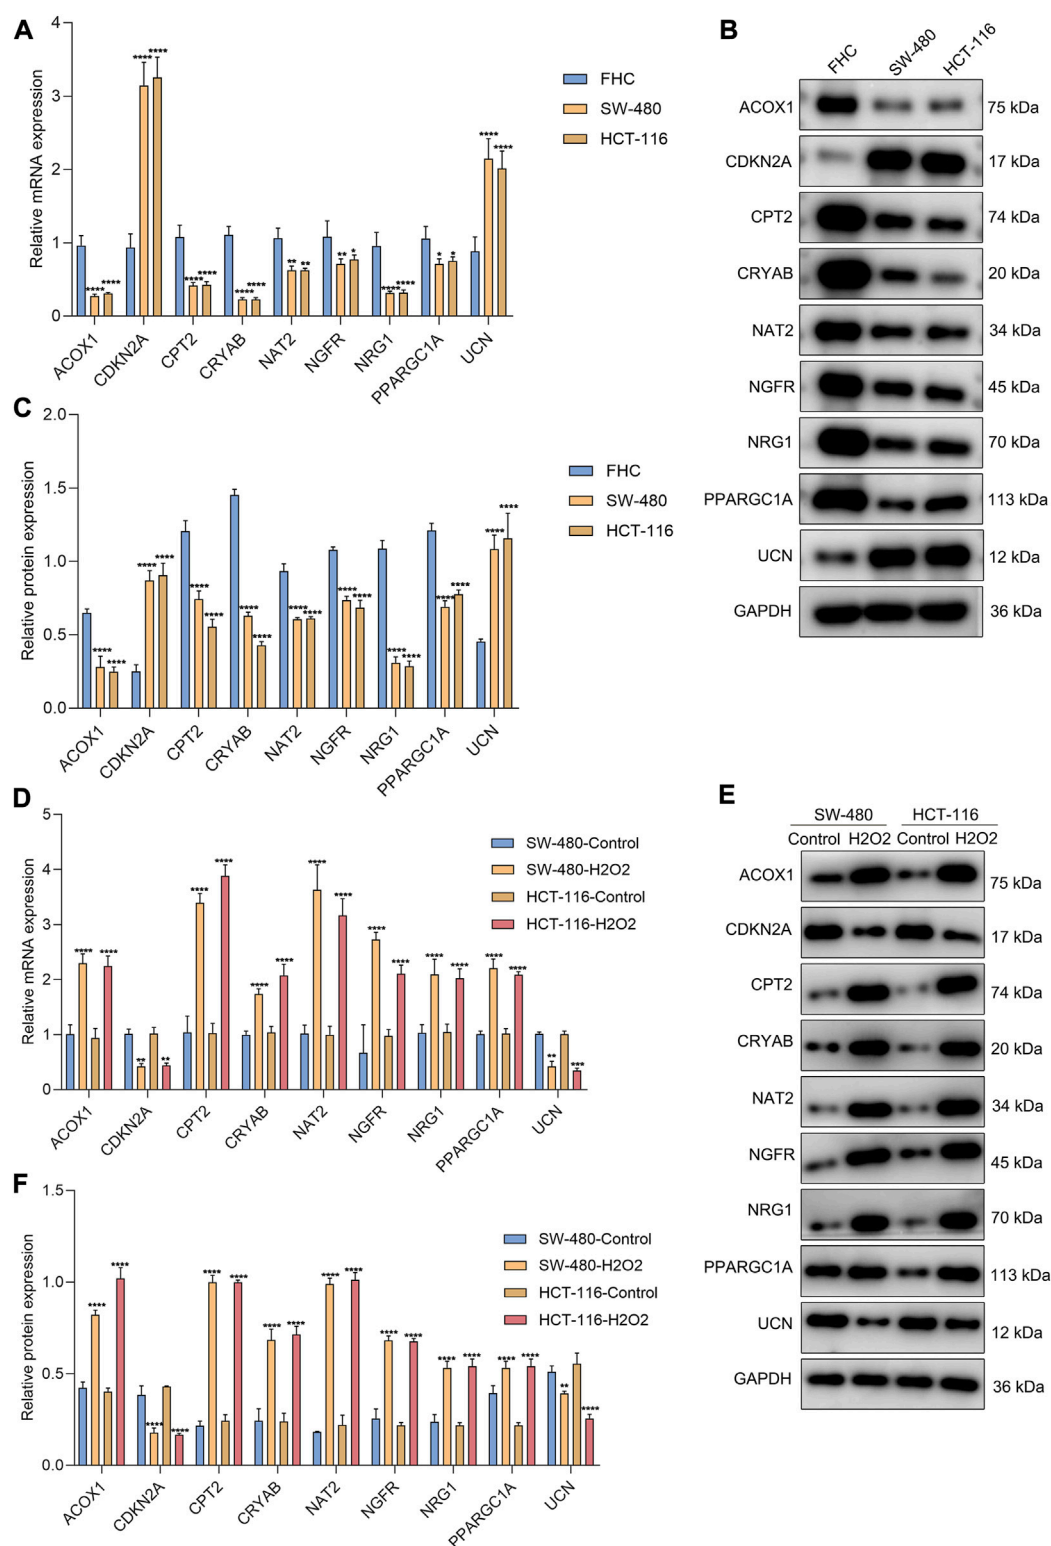 A
Relative mRNA expression
4
3
2
1
0
**** ****
**** ****
**** ****
**** ****
** **
** *
**** ****
* *
**** ****
ACOX1
CDKN2A
CPT2
CRYAB
NAT2
NGFR
NRG1
PPARGC1A
UCN
FHC
SW-480
HCT-116
B
FHC
SW-480
HCT-116
ACOX1 75 kDa
CDKN2A 17 kDa
CPT2 74 kDa
CRYAB 20 kDa
NAT2 34 kDa
NGFR 45 kDa
NRG1 70 kDa
PPARGC1A 113 kDa
UCN 12 kDa
GAPDH 36 kDa
C
Relative protein expression
2.0
1.5
1.0
0.5
0.0
**** ****
**** ****
**** ****
**** ****
**** ****
**** ****
**** ****
**** ****
**** ****
ACOX1
CDKN2A
CPT2
CRYAB
NAT2
NGFR
NRG1
PPARGC1A
UCN
FHC
SW-480
HCT-116
D
Relative mRNA expression
5
4
3
2
1
0
**** ****
** **
**** ****
**** ****
**** ****
**** ****
**** ****
**** ****
** ***
ACOX1
CDKN2A
CPT2
CRYAB
NAT2
NGFR
NRG1
PPARGC1A
UCN
SW-480-Control
SW-480-H2O2
HCT-116-Control
HCT-116-H2O2
E
SW-480 HCT-116
Control H2O2 Control H2O2
ACOX1 75 kDa
CDKN2A 17 kDa
CPT2 74 kDa
CRYAB 20 kDa
NAT2 34 kDa
NGFR 45 kDa
NRG1 70 kDa
PPARGC1A 113 kDa
UCN 12 kDa
GAPDH 36 kDa
F
Relative protein expression
1.5
1.0
0.5
0.0
**** ****
**** ****
**** ****
**** ****
**** ****
**** ****
**** ****
**** ****
** ****
ACOX1
CDKN2A
CPT2
CRYAB
NAT2
NGFR
NRG1
PPARGC1A
UCN
SW-480-Control
SW-480-H2O2
HCT-116-Control
HCT-116-H2O2